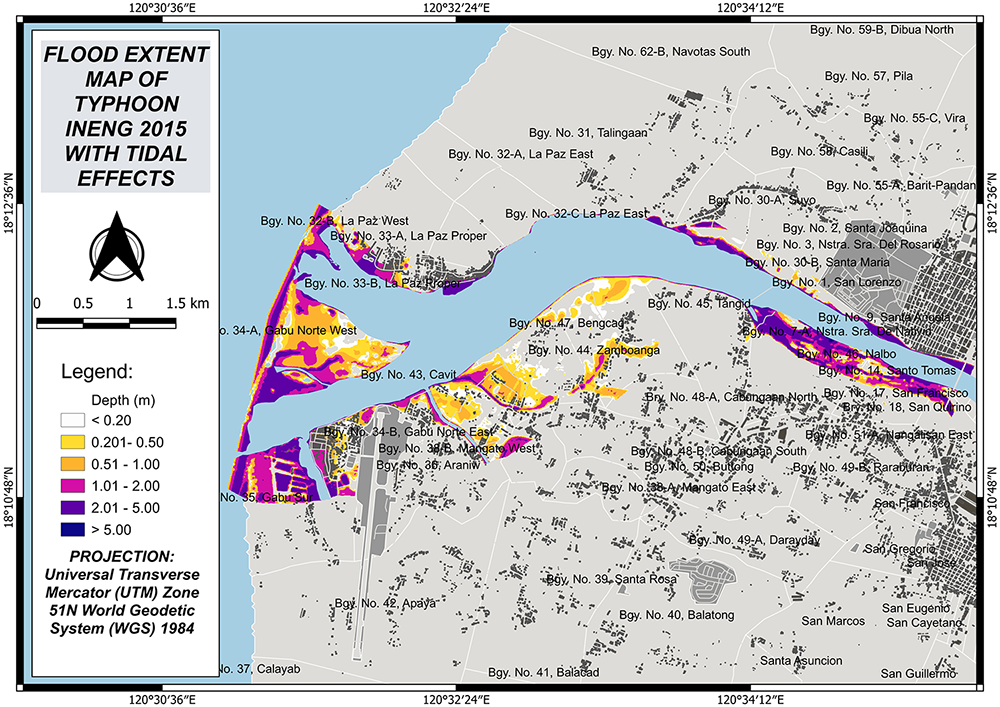 120°30′36″E 120°32′24″E 120°34′12″E
FLOOD EXTENT
MAP OF
TYPHOON
INENG 2015
WITH TIDAL
EFFECTS
0 0.5 1 1.5 km
Legend:
Depth (m)
< 0.20
0.201- 0.50
0.51 - 1.00
1.01 - 2.00
2.01 - 5.00
> 5.00
PROJECTION:
Universal Transverse
Mercator (UTM) Zone
51N World Geodetic
System (WGS) 1984
18°12′36″N
18°10′48″N
Bgy. No. 59-B, Dibua North
Bgy. No. 62-B, Navotas South
Bgy. No. 57, Pila
Bgy. No. 55-C, Vira
Bgy. No. 31, Talingaan
Bgy. No. 32-A, La Paz East
Bgy. No. 58, Casili
Bgy. No. 55-A, Barit-Pandan
Bgy. No. 30-A, Suyo
Bgy. No. 32-C La Paz East
Bgy. No. 32-B, La Paz West
Bgy. No. 33-A, La Paz Proper
Bgy. No. 2, Santa Joaquina
Bgy. No. 3, Nstra. Sra. Del Rosario
Bgy. No. 30-B, Santa Maria
Bgy. No. 33-B, La Paz Proper
Bgy. No. 1, San Lorenzo
Bgy. No. 45, Tangid
Bgy. No. 9, Santa Angela
o. 34-A, Gabu Norte West
Bgy. No. 47, Bengcag
Bgy. No. 7-A, Nstra. Sra. De Nativid
Bgy. No. 44, Zamboanga
Bgy. No. 46, Nalbo
Bgy. No. 43, Cavit
Bgy. No. 14, Santo Tomas
Bry. No. 48-A, Cabungaan North
Bgy. No. 17, San Francisco
Bry. No. 18, San Quirino
Bgy. No. 34-B, Gabu Norte East
Bgy. No. 51-A, Nangalisan East
Bgy. No. 38-B, Mangato West
Bgy. No. 48-B, Cabungaan South
Bgy. No. 36, Araniw
Bgy. No. 50, Buttong
Bgy. No. 49-B, Raraburan
Bgy. No. 38-A, Mangato East
No. 35, Gabu Sur
San Francisco
Bgy. No. 49-A, Darayday
San Gregorio
San Jose
Bgy. No. 39, Santa Rosa
Bgy. No. 42, Apaya
San Eugenio
Bgy. No. 40, Balatong
San Marcos
San Cayetano
Santa Asuncion
No. 37, Calayab
Bgy. No. 41, Balacad
San Guillermo
18°12′36″N
18°10′48″N
120°30′36″E 120°32′24″E 120°34′12″E